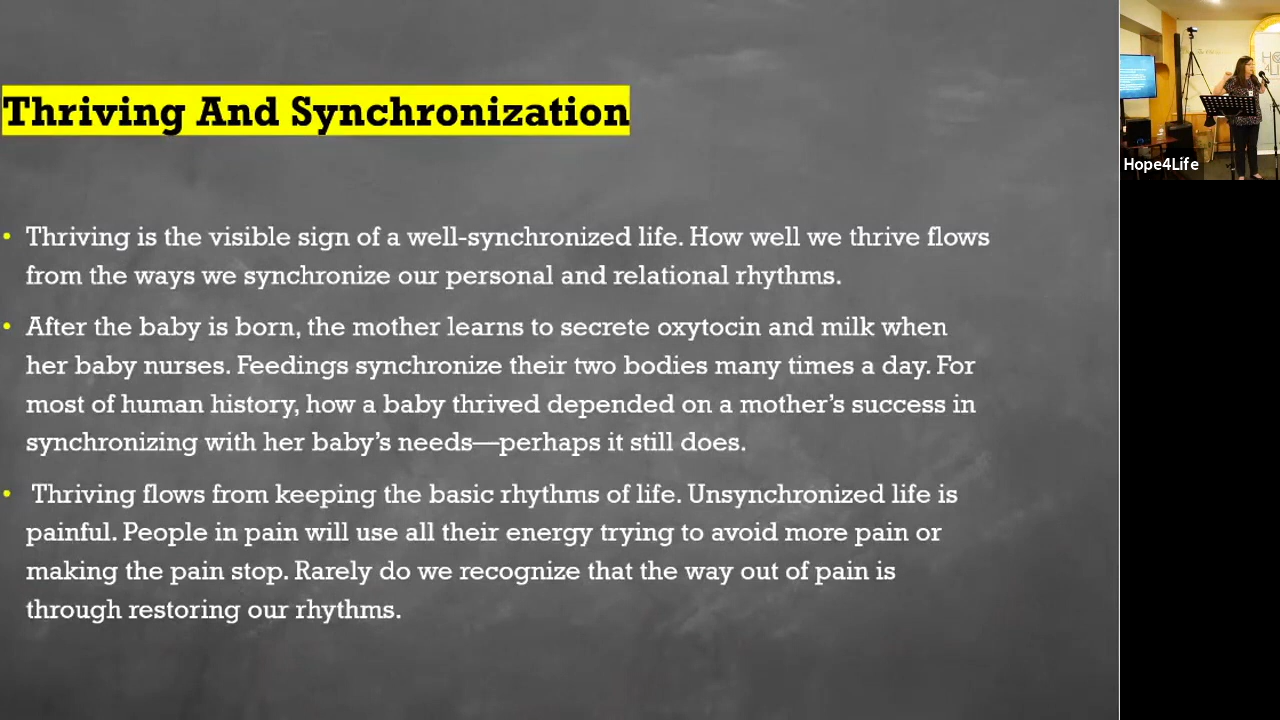 Thriving And Synchronization
• Thriving is the visible sign of a well-synchronized life. How well we thrive flows
from the ways we synchronize our personal and relational rhythms.
• After the baby is born, the mother learns to secrete oxytocin and milk when
her baby nurses. Feedings synchronize their two bodies many times a day. For
most of human history, how a baby thrived depended on a mother’s success in
synchronizing with her baby’s needs—perhaps it still does.
• Thriving flows from keeping the basic rhythms of life. Unsynchronized life is
painful. People in pain will use all their energy trying to avoid more pain or
making the pain stop. Rarely do we recognize that the way out of pain is
through restoring our rhythms.
Hope4Life